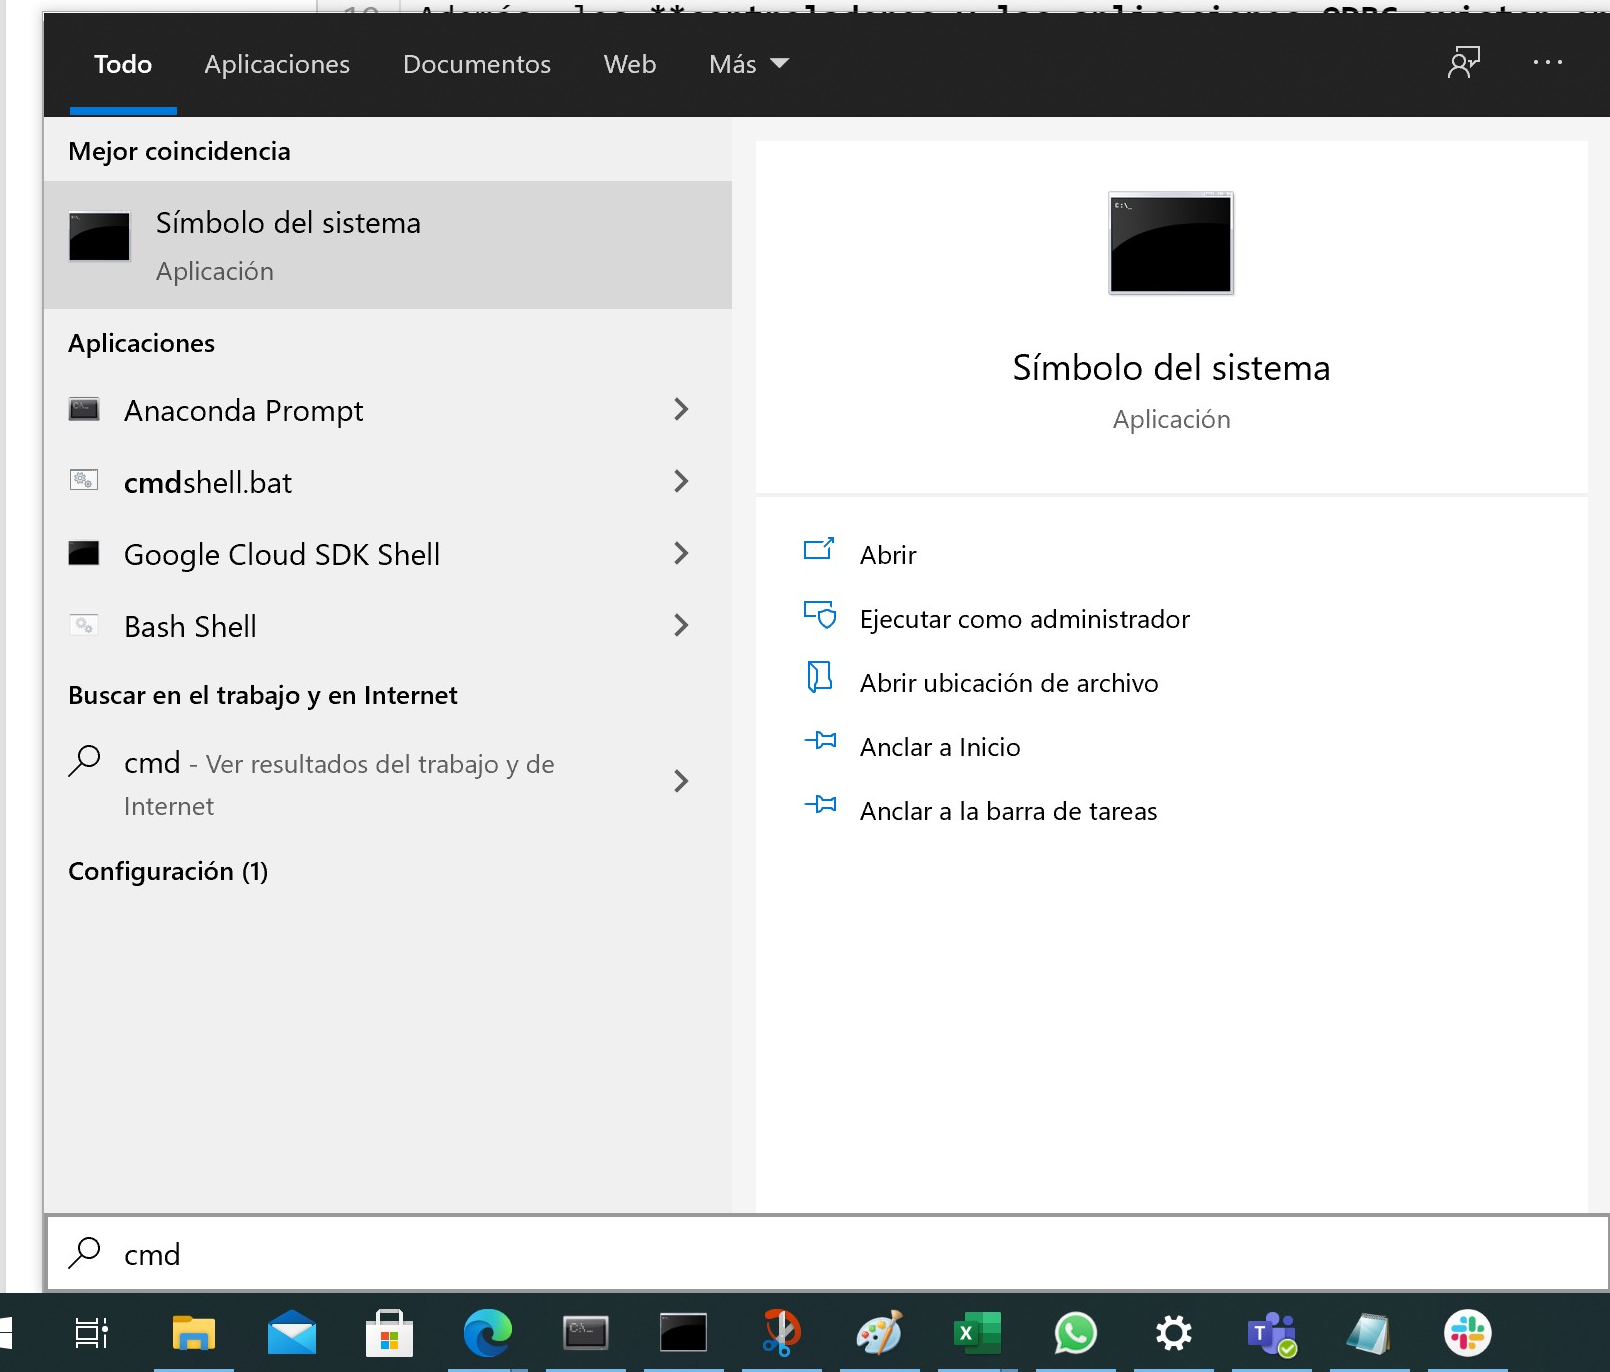 Todo Aplicaciones Documentos Web Más
Mejor coincidencia
Símbolo del sistema
Aplicación
Aplicaciones
Anaconda Prompt
cmdshell.bat
Google Cloud SDK Shell
Bash Shell
Buscar en el trabajo y en Internet
cmd - Ver resultados del trabajo y de
Internet
Configuración (1)
Símbolo del sistema
Aplicación
Abrir
Ejecutar como administrador
Abrir ubicación de archivo
Anclar a Inicio
Anclar a la barra de tareas
cmd